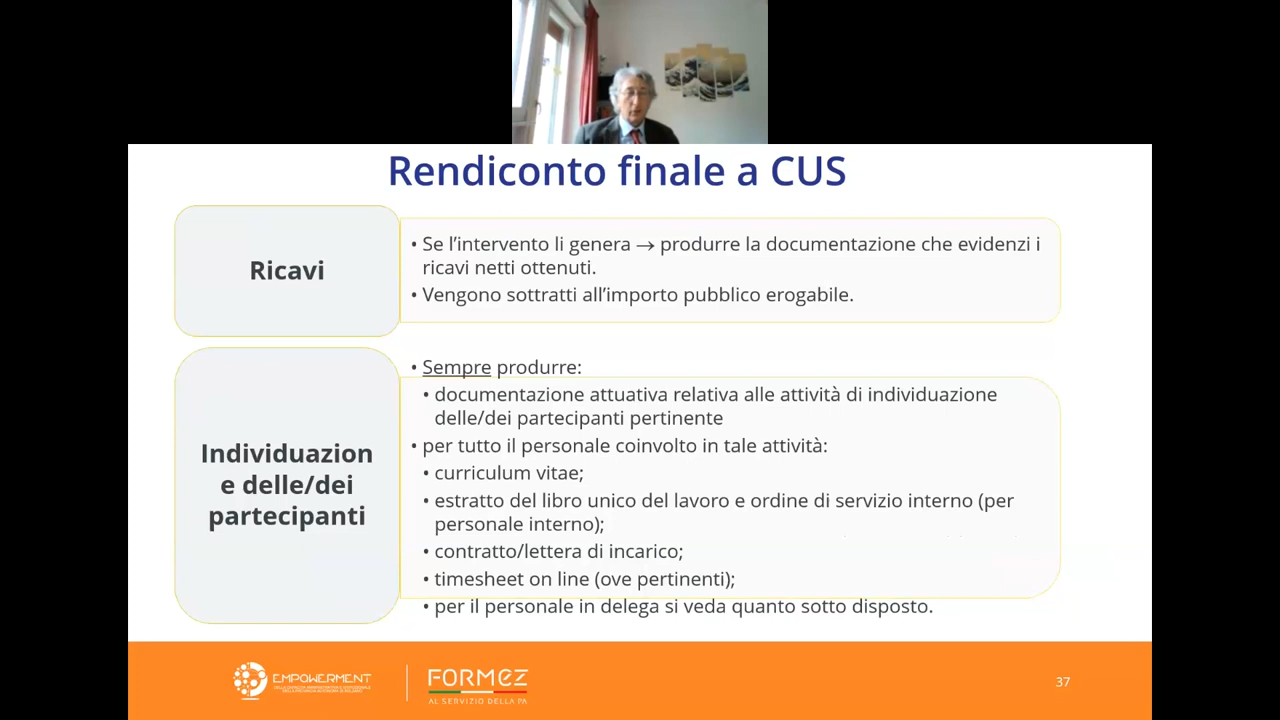 Rendiconto finale a CUS
Ricavi
• Se l’intervento li genera → produrre la documentazione che evidenzi i
ricavi netti ottenuti.
• Vengono sottratti all’importo pubblico erogabile.
Individuazion
e delle/dei
partecipanti
• Sempre produrre:
• documentazione attuativa relativa alle attività di individuazione
delle/dei partecipanti pertinente
• per tutto il personale coinvolto in tale attività:
• curriculum vitae;
• estratto del libro unico del lavoro e ordine di servizio interno (per
personale interno);
• contratto/lettera di incarico;
• timesheet on line (ove pertinenti);
• per il personale in delega si veda quanto sotto disposto.
EMPOWERMENT
FORMEZ
AL SERVIZIO DELLA PA
37